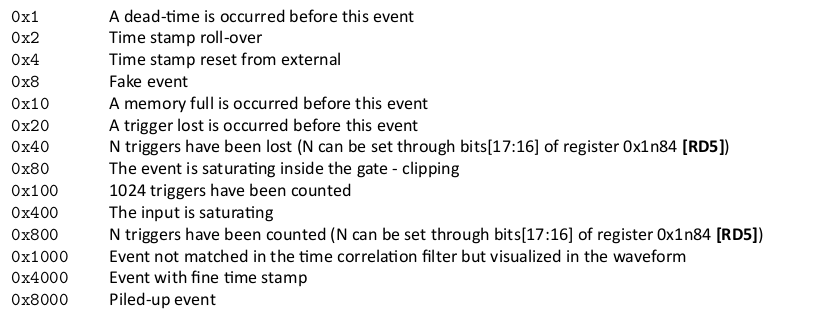 0x1 A dead-time is occurred before this event
0x2 Time stamp roll-over
0x4 Time stamp reset from external
0x8 Fake event
0x10 A memory full is occurred before this event
0x20 A trigger lost is occurred before this event
0x40 N triggers have been lost (N can be set through bits[17:16] of register 0x1n84 [RD5])
0x80 The event is saturating inside the gate - clipping
0x100 1024 triggers have been counted
0x400 The input is saturating
0x800 N triggers have been counted (N can be set through bits[17:16] of register 0x1n84 [RD5])
0x1000 Event not matched in the time correlation filter but visualized in the waveform
0x4000 Event with fine time stamp
0x8000 Piled-up event